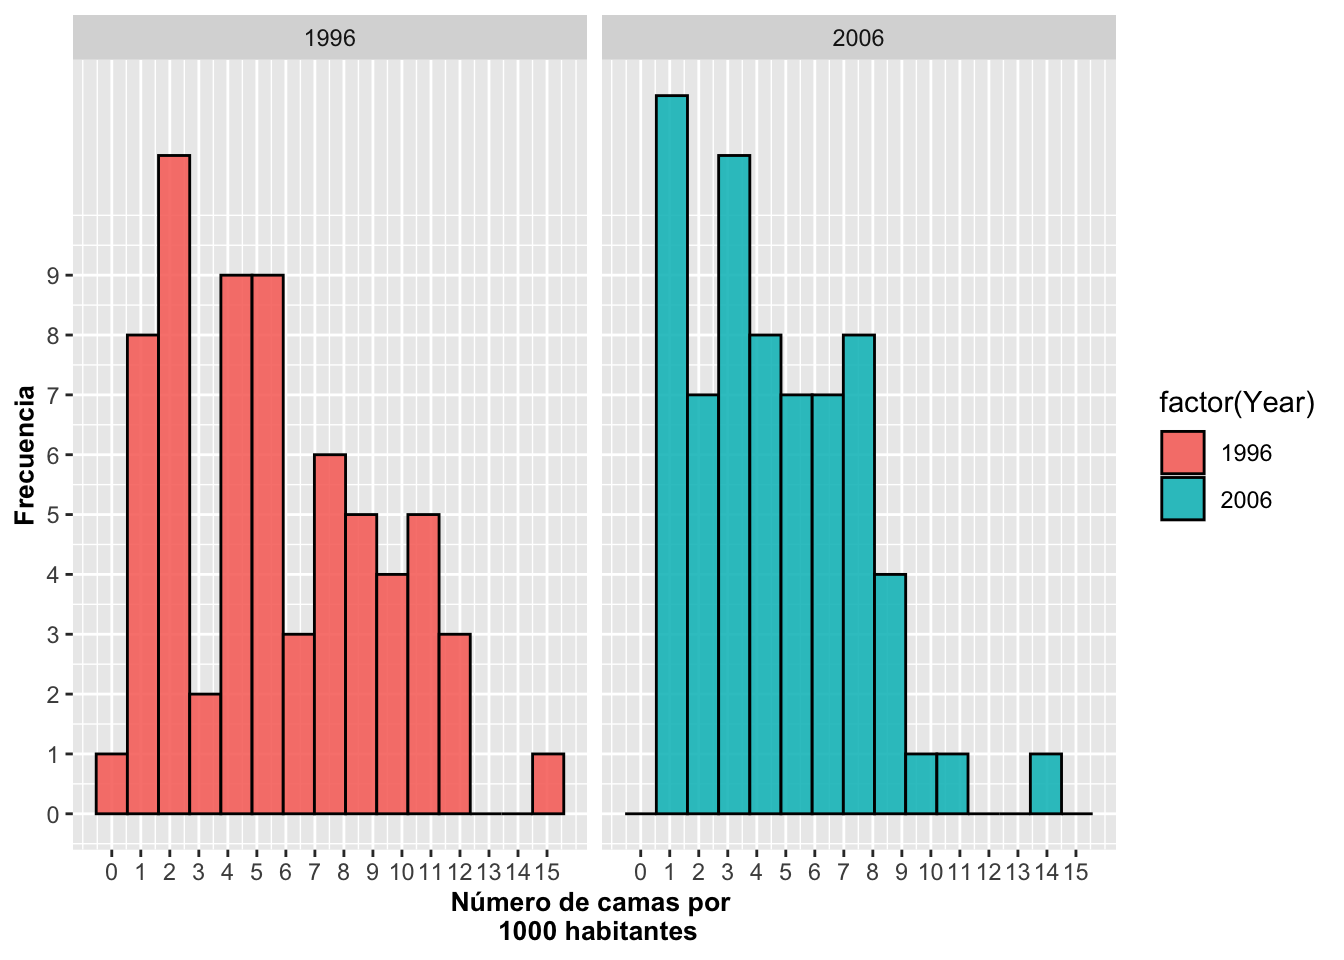 1996
2006
9
8
7
6
5
4
3
2
1
0
Frecuencia
0 1 2 3 4 5 6 7 8 9 10 11 12 13 14 15
0 1 2 3 4 5 6 7 8 9 10 11 12 13 14 15
Número de camas por
1000 habitantes
factor(Year)
1996
2006